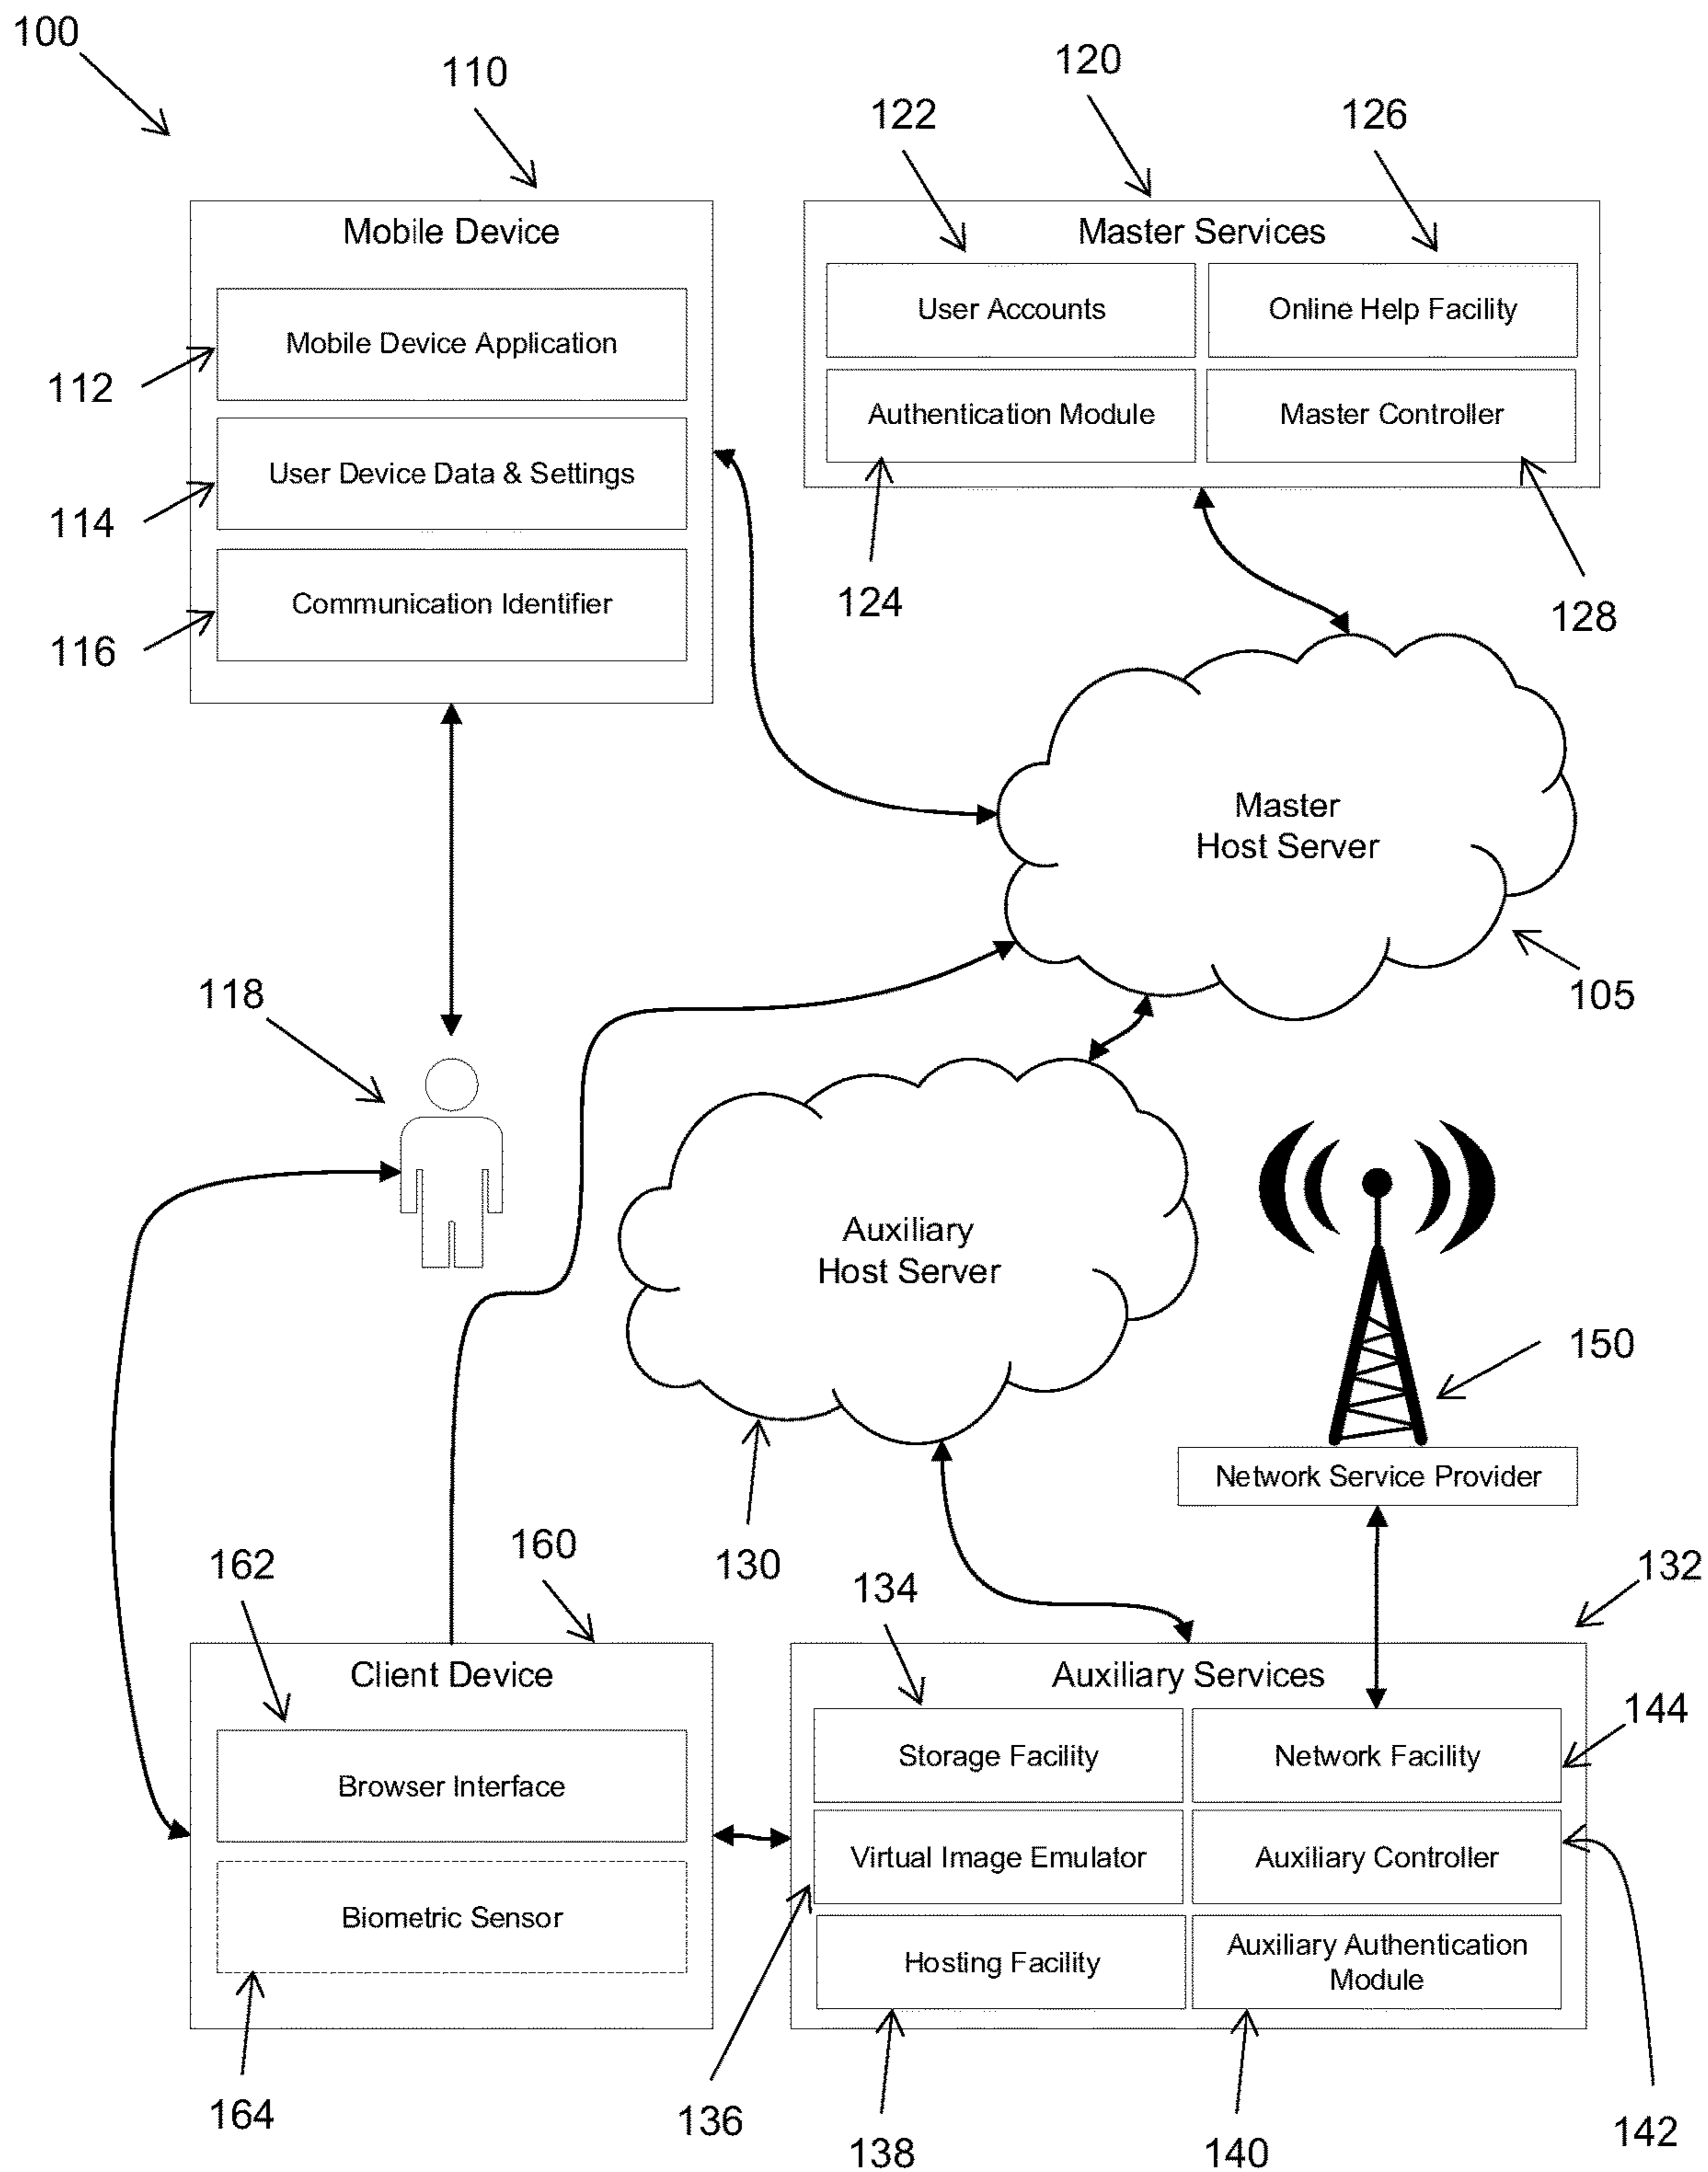 100
110
120
122
126
Mobile Device
Master Services
Mobile Device Application
User Accounts
Online Help Facility
112
User Device Data & Settings
Authentication Module
Master Controller
114
Communication Identifier
124
128
116
Master
Host Server
118
105
Auxiliary
Host Server
150
Network Service Provider
162
160
130
134
132
Client Device
Auxiliary Services
144
Browser Interface
Storage Facility
Network Facility
Virtual Image Emulator
Auxiliary Controller
Biometric Sensor
Hosting Facility
Auxiliary Authentication
Module
164
136
138
140
142